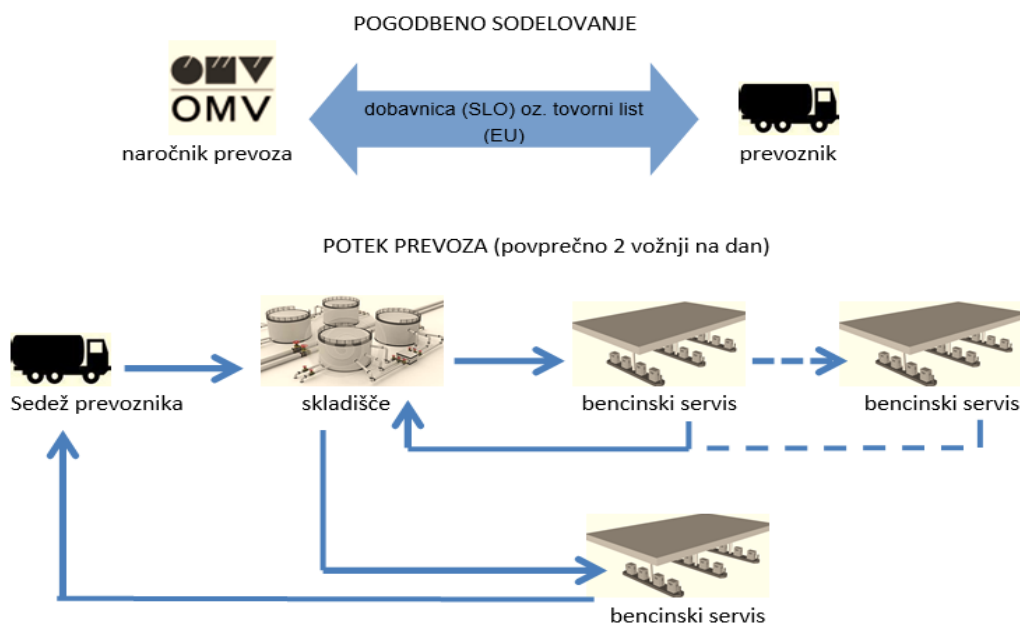 POGODBENO SODELOVANJE
OMV
OMV
dobavnica (SLO) oz. tovorni list
(EU)
naročnik prevoza
prevoznik
POTEK PREVOZA (povprečno 2 vožnji na dan)
Sedež prevoznika
skladišče
bencinski servis
bencinski servis
bencinski servis